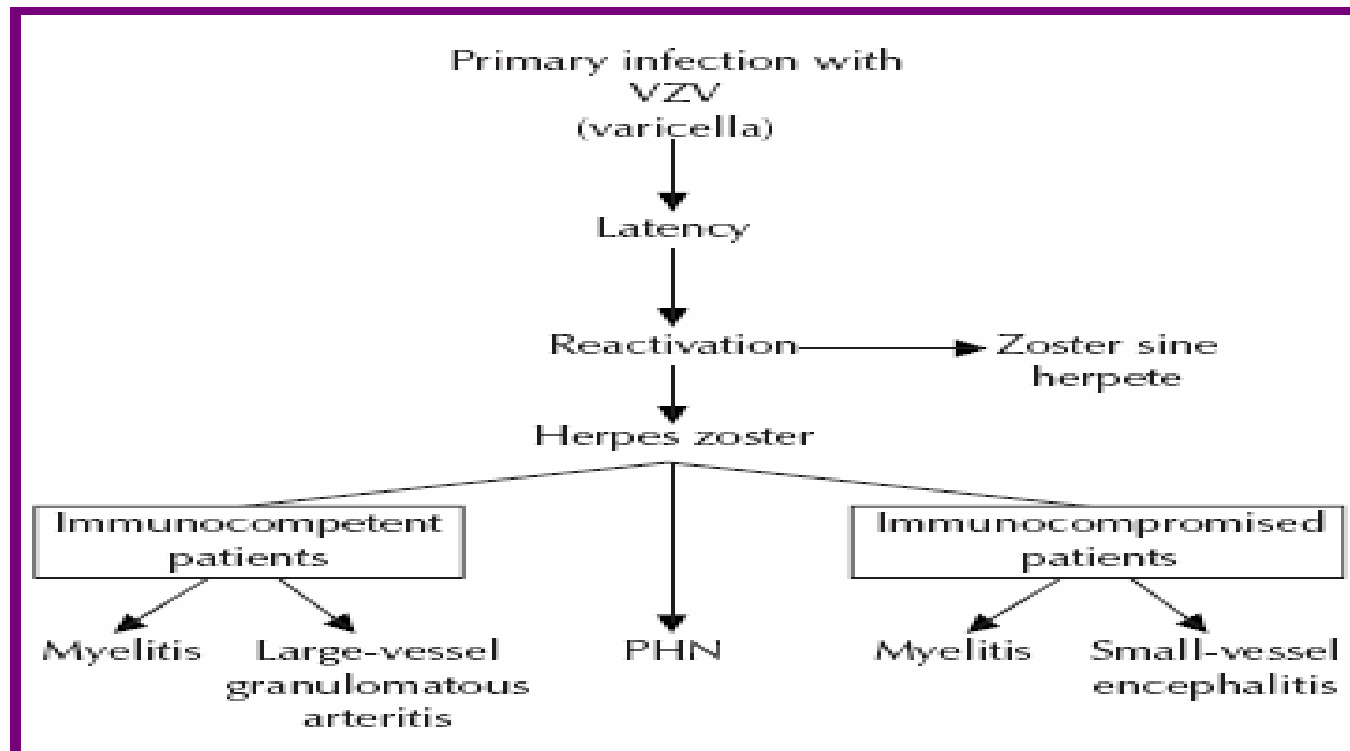 Primary infection with
VZV
(varicella)
Latency
Reactivation
Zoster sine
herpete
Herpes zoster
Immunocompetent
patients
Immunocompromised
patients
Myelitis
Large-vessel
granulomatous
arteritis
PHN
Myelitis
Small-vessel
encephalitis